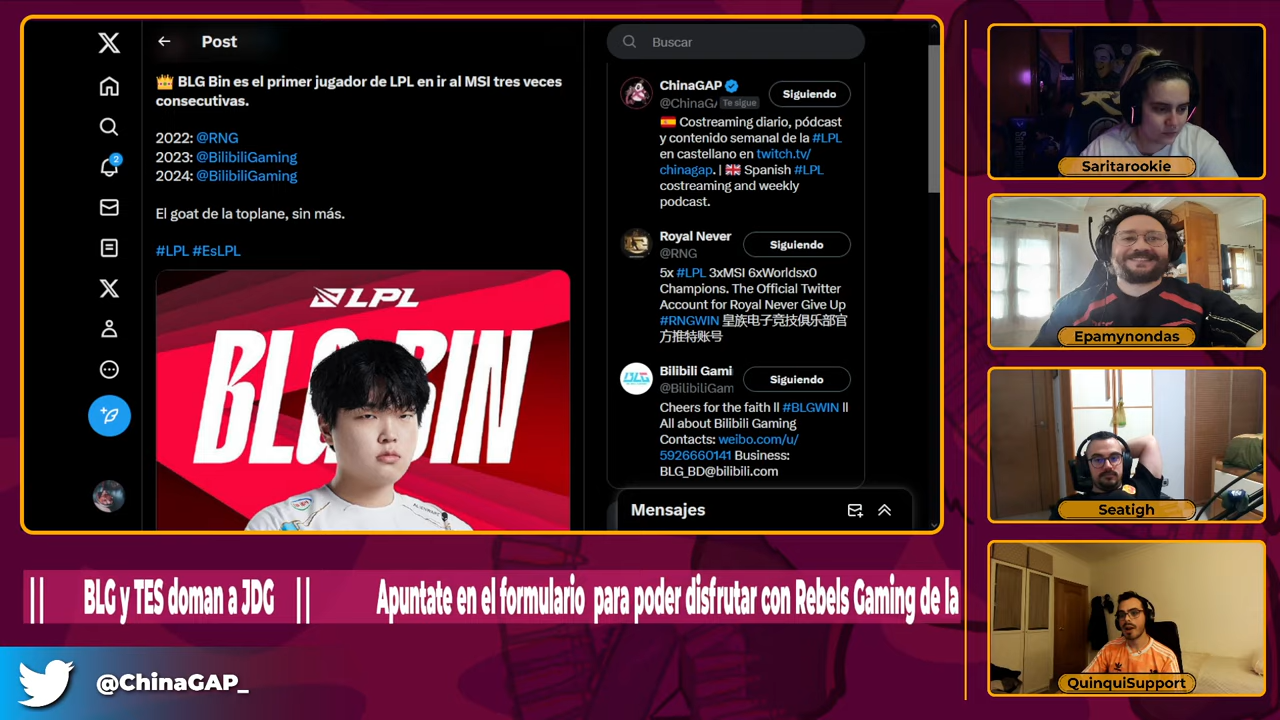 Post
👑 BLG Bin es el primer jugador de LPL en ir al MSI tres veces
consecutivas.
2022: @RNG
2023: @BilibiliGaming
2024: @BilibiliGaming
El goat de la toplane, sin más.
#LPL #EsLPL
LPL
BLG BIN
2
Buscar
ChinaGAP
@ChinaGA Te sigue
Siguiendo
🇪🇸 Costreaming diario, pódcast
y contenido semanal de la #LPL
en castellano en twitch.tv/
chinagap. | 🇬🇧 Spanish #LPL
costreaming and weekly
podcast.
Royal Never
@RNG
Siguiendo
5x #LPL 3xMSI 6xWorldsx0
Champions. The Official Twitter
Account for Royal Never Give Up
#RNGWIN 皇族电子竞技俱乐部官
方推特账号
Bilibili Gami
@BilibiliGam
Siguiendo
Cheers for the faith ll #BLGWIN ll
All about Bilibili Gaming
Contacts: weibo.com/u/
5926660141 Business:
BLG_BD@bilibili.com
Mensajes
Saritarookie
Epamynondas
Seatigh
QuinquiSupport
|| BLG y TES doman a JDG || Apuntate en el formulario para poder disfrutar con Rebels Gaming de la
@ChinaGAP_